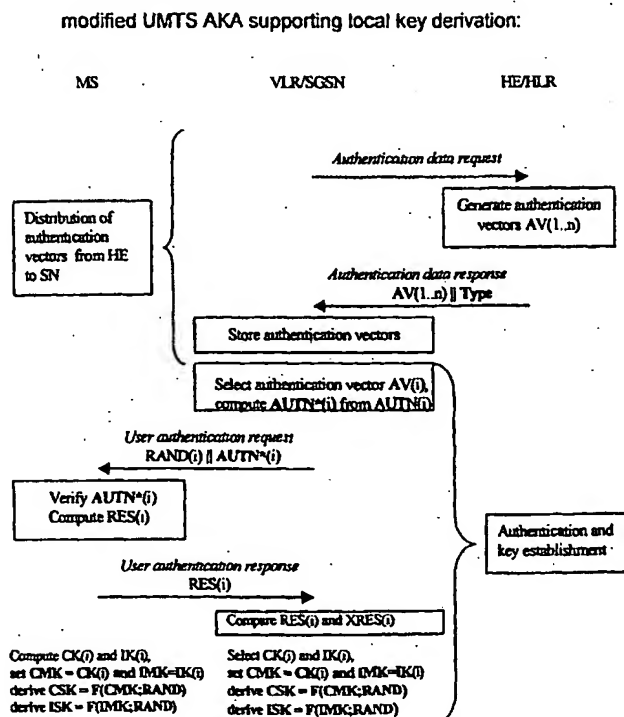 modified UMTS AKA supporting local key derivation:
MS
VLR/SGSN
HE/HLR
Authentication data request
Generate authentication
vectors AV(1..n)
Distribution of
authentication
vectors from HE
to SN
Authentication data response
AV(1..n) || Type
Store authentication vectors
Select authentication vector AV(i),
compute AUTN*(i) from AUTN(i)
User authentication request
RAND(i) || AUTN*(i)
Verify AUTN*(i)
Compute RES(i)
Authentication and
key establishment
User authentication response
RES(i)
Compare RES(i) and XRES(i)
Compute CK(i) and IK(i),
set CMK = CK(i) and IMK=IK(i)
derive CSK = F(CMK;RAND)
derive ISK = F(IMK;RAND)
Select CK(i) and IK(i),
set CMK = CK(i) and IMK=IK(i)
derive CSK = F(CMK;RAND)
derive ISK = F(IMK;RAND)